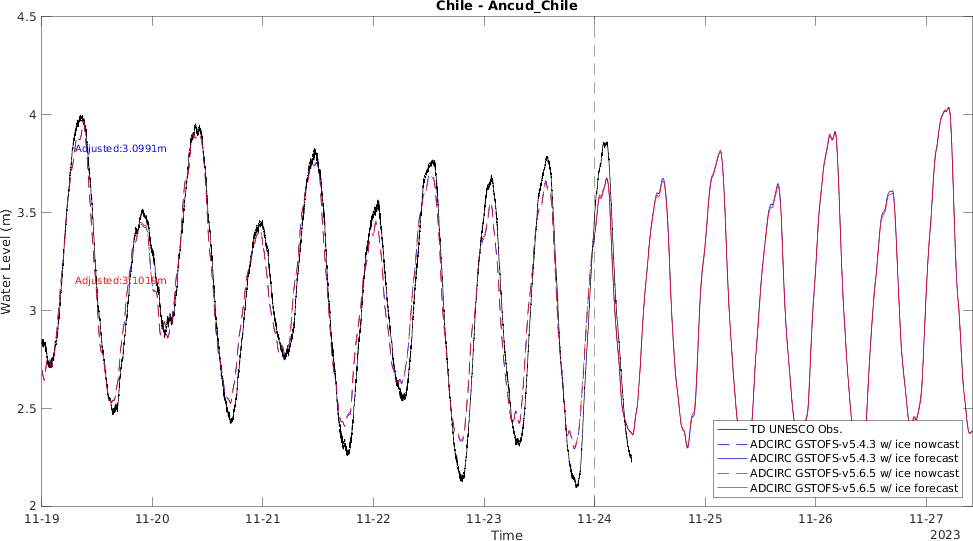 Chile - Ancud_Chile
4.5
4
3.5
3
2.5
2
Water Level (m)
Adjusted:3.0991m
Adjusted:3.1019m
TD UNESCO Obs.
ADCIRC GSTOFS-v5.4.3 w/ ice nowcast
ADCIRC GSTOFS-v5.4.3 w/ ice forecast
ADCIRC GSTOFS-v5.6.5 w/ ice nowcast
ADCIRC GSTOFS-v5.6.5 w/ ice forecast
11-19 11-20 11-21 11-22 11-23 11-24 11-25 11-26 11-27
Time
2023